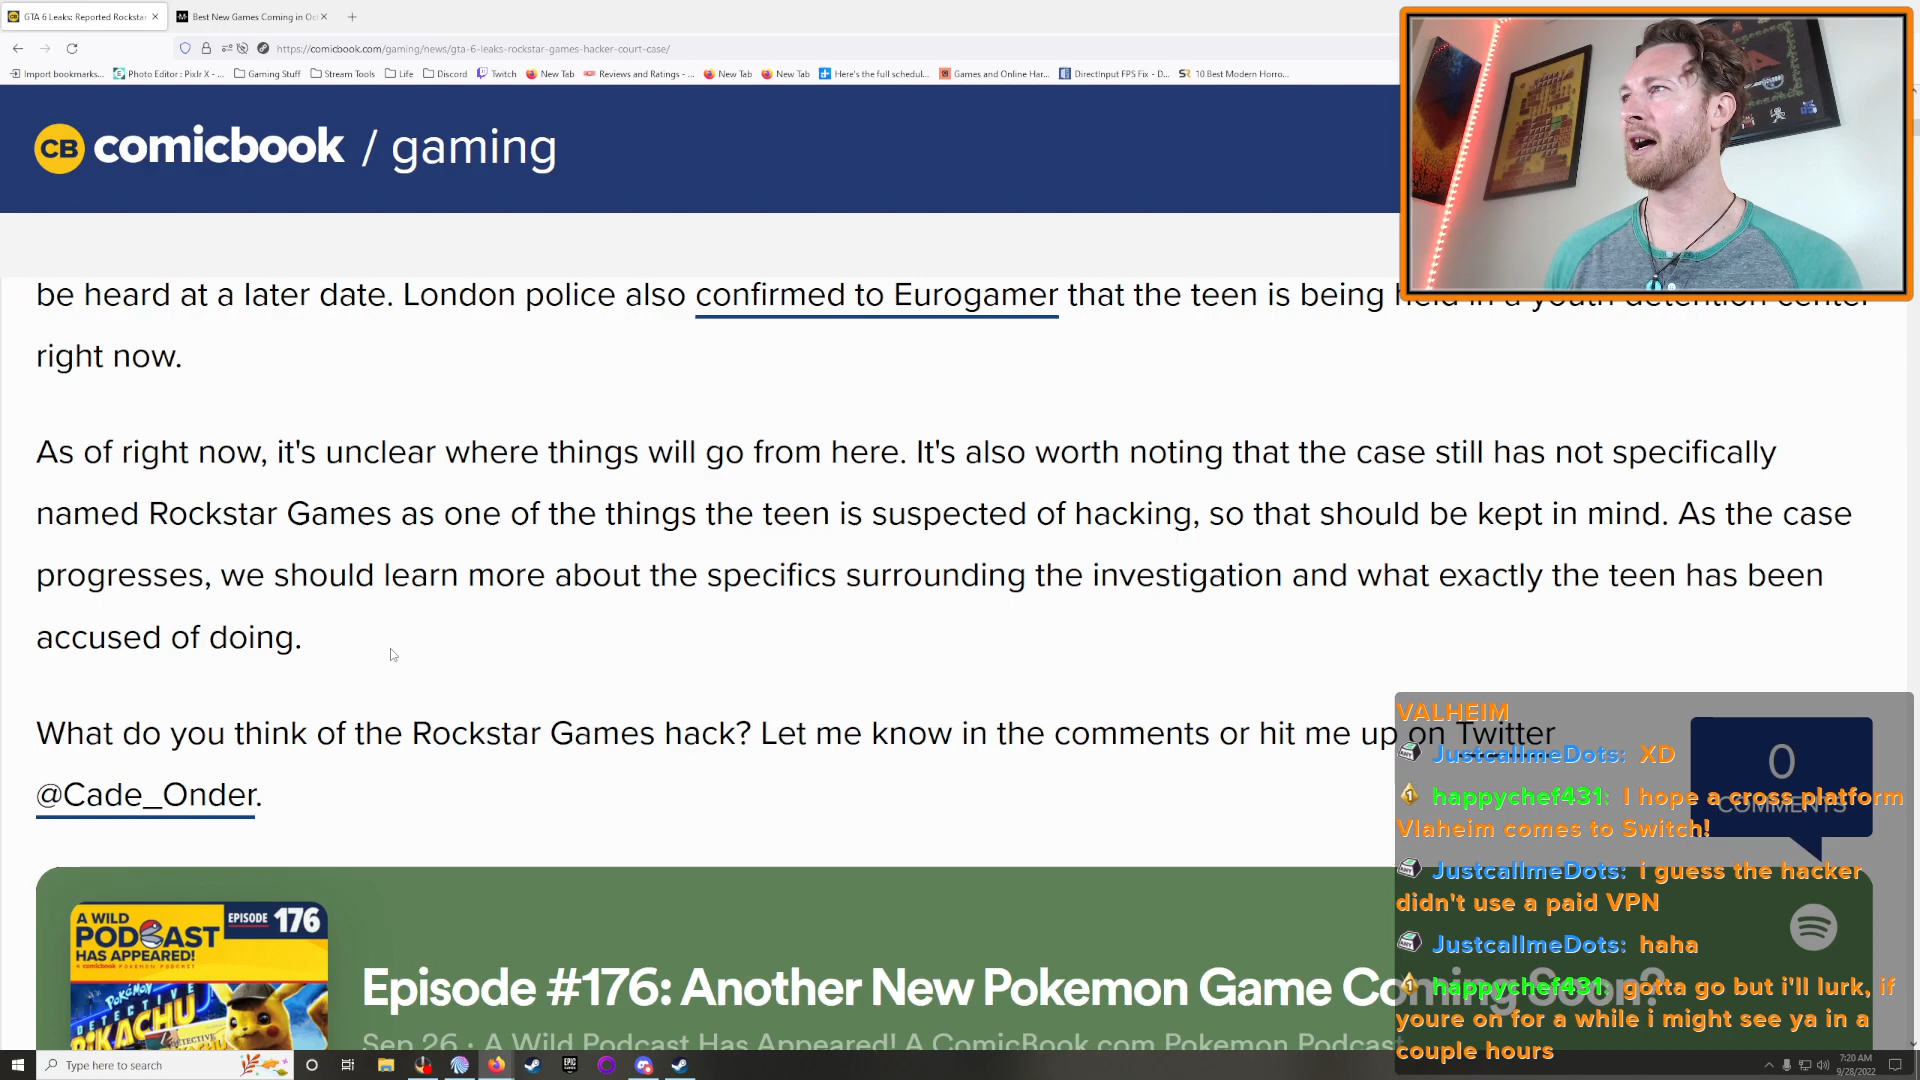 GTA 6 Leaks: Reported Rockstar
Best New Games Coming in Oct
https://comicbook.com/gaming/news/gta-6-leaks-rockstar-games-hacker-court-case/
Import bookmarks... Photo Editor : Pixlr X - ... Gaming Stuff Stream Tools Life Discord Twitch New Tab Reviews and Ratings - ... New Tab New Tab Here's the full schedul... Games and Online Har... DirectInput FPS Fix - D... 10 Best Modern Horro...
CB comicbook / gaming
be heard at a later date. London police also confirmed to Eurogamer that the teen is being held in a youth detention center
right now.
As of right now, it's unclear where things will go from here. It's also worth noting that the case still has not specifically
named Rockstar Games as one of the things the teen is suspected of hacking, so that should be kept in mind. As the case
progresses, we should learn more about the specifics surrounding the investigation and what exactly the teen has been
accused of doing.
What do you think of the Rockstar Games hack? Let me know in the comments or hit me up on Twitter
@Cade_Onder.
0
COMMENTS
VALHEIM
JustcallmeDots: XD
happychef431: I hope a cross platform
Vlaheim comes to Switch!
JustcallmeDots: i guess the hacker
didn't use a paid VPN
JustcallmeDots: haha
happychef431: gotta go but i'll lurk, if
youre on for a while i might see ya in a
couple hours
A WILD
PODCAST
HAS APPEARED!
EPISODE 176
POKÉMON
DETECTIVE
PIKACHU
Episode #176: Another New Pokemon Game Coming Soon?
Sep 26 · A Wild Podcast Has Appeared! A ComicBook.com Pokemon Podcast
Type here to search
7:20 AM
9/28/2022